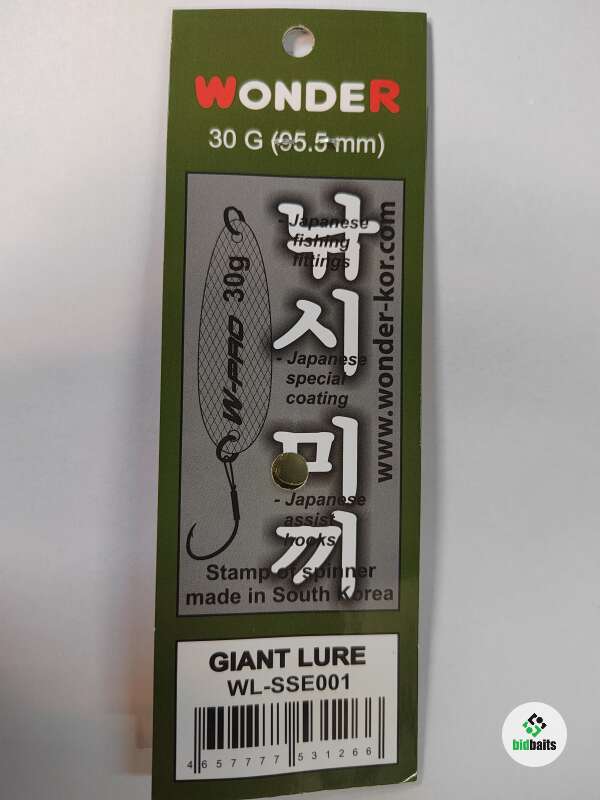 WONDER
30 G (95.5 mm)
낚시 미끼
- Japanese
fishing
fittings
- Japanese
special
coating
- Japanese
assist
hooks
W-PRO 30g
www.wonder-kor.com
Stamp of spinner
made in South Korea
GIANT LURE
WL-SSE001
4 657777 531266
bidbaits